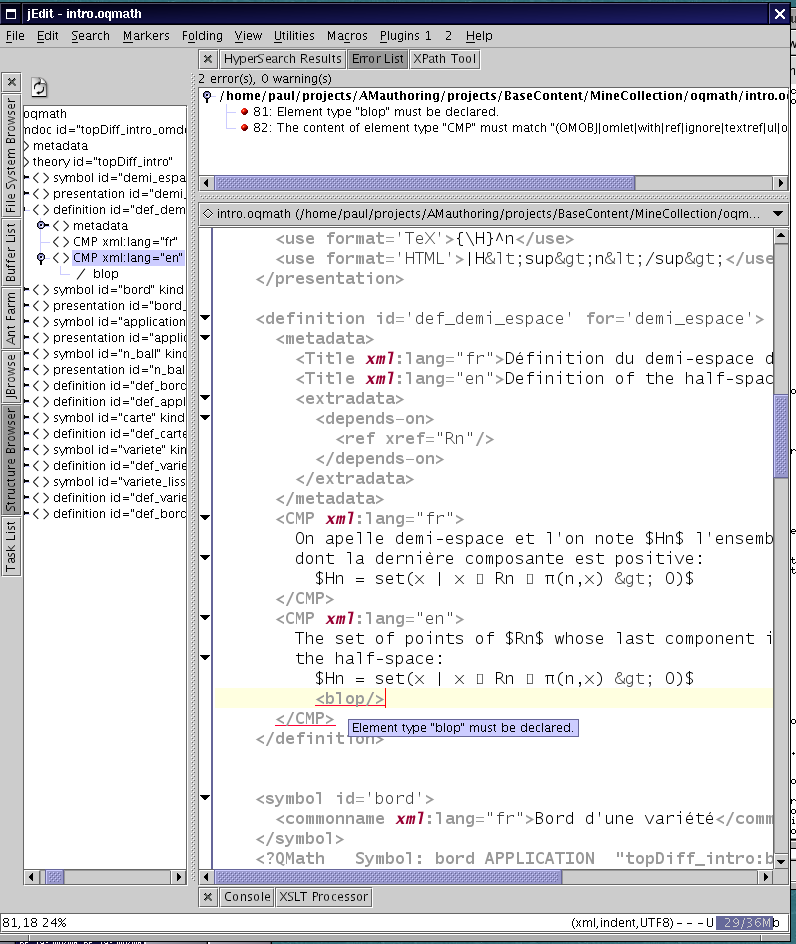 jEdit - intro.oqmath
File Edit Search Markers Folding View Utilities Macros Plugins 1 2 Help
HyperSearch Results Error List XPath Tool
2 error(s), 0 warning(s)
/home/paul/projects/AMauthoring/projects/BaseContent/MineCollection/oqmath/intro.o
81: Element type "blop" must be declared.
82: The content of element type "CMP" must match "(OMOBJ|omlet|with|ref|ignore|textref|ul|o
File System Browser
Buffer List
Ant Farm
JBrowse
Structure Browser
Task List
oqmath
ndoc id="topDiff_intro_omdo
metadata
theory id="topDiff_intro"
<> symbol id="demi_espa
<> presentation id="demi_
<> definition id="def_dem
<> metadata
<> CMP xml:lang="fr"
<> CMP xml:lang="en"
/ blop
<> symbol id="bord" kind
<> presentation id="bord_
<> symbol id="application
<> presentation id="applic
<> symbol id="n_ball" kind
<> presentation id="n_bal
<> definition id="def_bor
<> definition id="def_appl
<> symbol id="carte" kind
<> definition id="def_carte
<> symbol id="variete" kin
<> definition id="def_varie
<> symbol id="variete_liss
<> definition id="def_varie
<> definition id="def_bord
intro.oqmath (/home/paul/projects/AMauthoring/projects/BaseContent/MineCollection/oqm...
<use format='TeX'>{\H}^n</use>
<use format='HTML'>|H&lt;sup&gt;n&lt;/sup&gt;</use
</presentation>
<definition id='def_demi_espace' for='demi_espace'>
<metadata>
<Title xml:lang="fr">Définition du demi-espace d
<Title xml:lang="en">Definition of the half-spac
<extradata>
<depends-on>
<ref xref="Rn"/>
</depends-on>
</extradata>
</metadata>
<CMP xml:lang="fr">
On apelle demi-espace et l'on note $Hn$ l'ensemb
dont la dernière composante est positive:
$Hn = set(x | x ▯ Rn ▯ π(n,x) &gt; 0)$
</CMP>
<CMP xml:lang="en">
The set of points of $Rn$ whose last component i
the half-space:
$Hn = set(x | x ▯ Rn ▯ π(n,x) &gt; 0)$
<blop/>
</CMP>
Element type "blop" must be declared.
</definition>
<symbol id='bord'>
<commonname xml:lang="fr">Bord d'une variété</comm
</symbol>
<?QMath Symbol: bord APPLICATION "topDiff_intro:b
Console XSLT Processor
81,18 24%
(xml,indent,UTF8) - - - U 29/36Mb